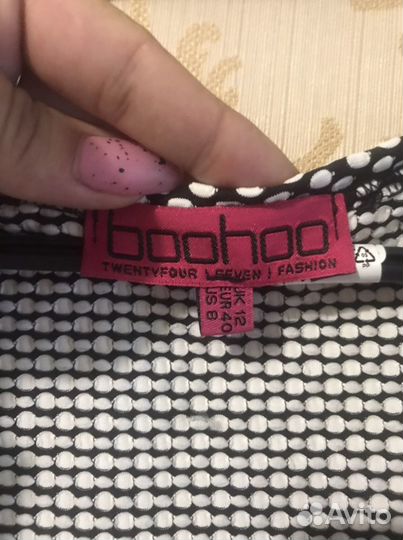 boohoo
TWENTYFOUR | SEVEN | FASHION
UK 12
EUR 40
US 8
Avito